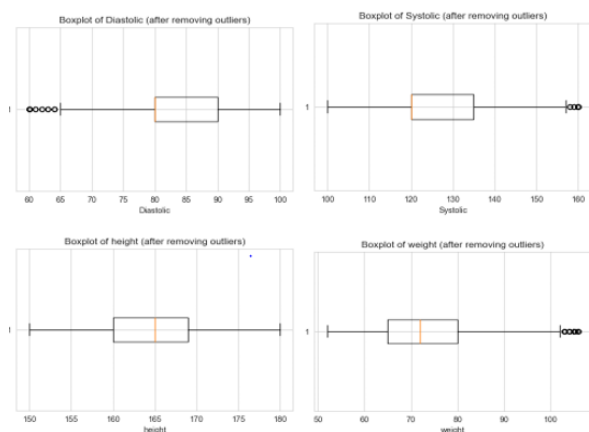 Boxplot of Diastolic (after removing outliers)
60 65 70 75 80 85 90 95 100
Diastolic
Boxplot of Systolic (after removing outliers)
1
100 110 120 130 140 150 160
Systolic
Boxplot of height (after removing outliers)
150 155 160 165 170 175 180
height
Boxplot of weight (after removing outliers)
1
60 70 80 90 100
weight